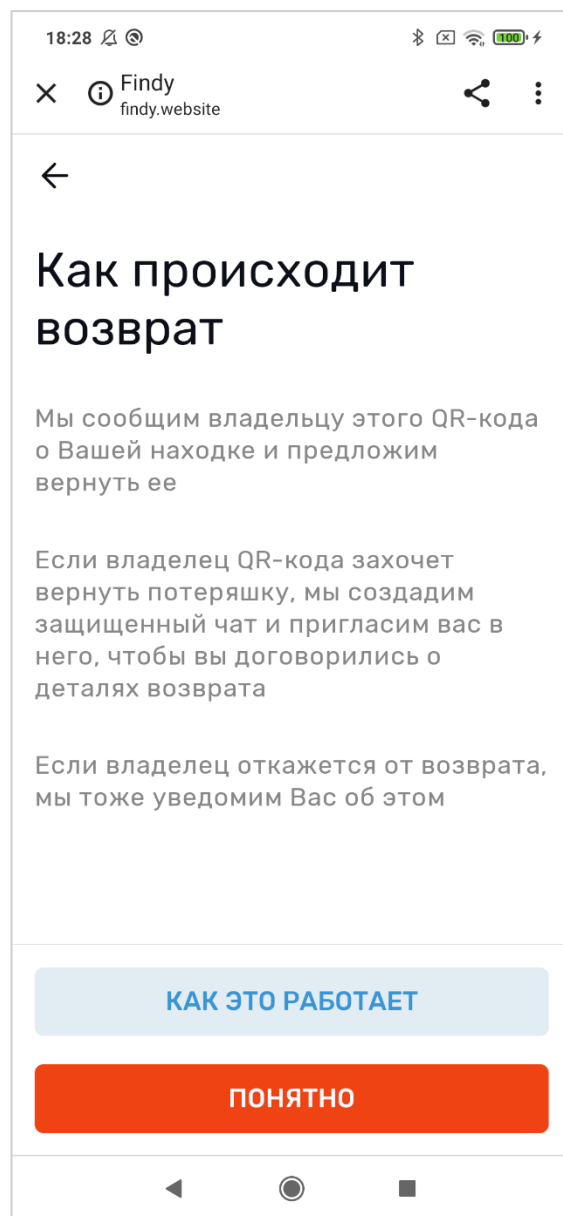 18:28
100
Findy
findy.website
Как происходит
возврат
Мы сообщим владельцу этого QR-кода
о Вашей находке и предложим
вернуть ее
Если владелец QR-кода захочет
вернуть потеряшку, мы создадим
защищенный чат и пригласим вас в
него, чтобы вы договорились о
деталях возврата
Если владелец откажется от возврата,
мы тоже уведомим Вас об этом
КАК ЭТО РАБОТАЕТ
ПОНЯТНО